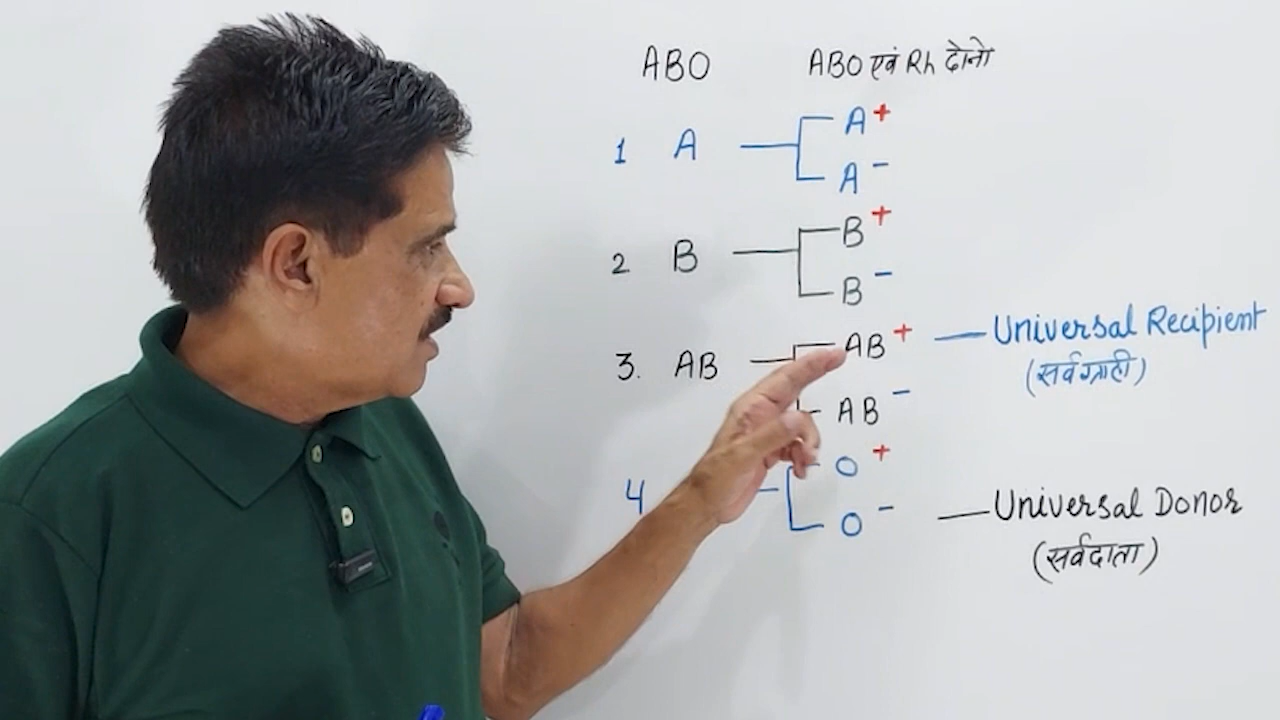 ABO ABO एवं Rh दोनो
A+
1 A
A-
B+
2 B
B-
AB+ Universal Recipient
3. AB (सर्वग्राही)
AB-
O+
4
O- Universal Donor
(सर्वदाता)